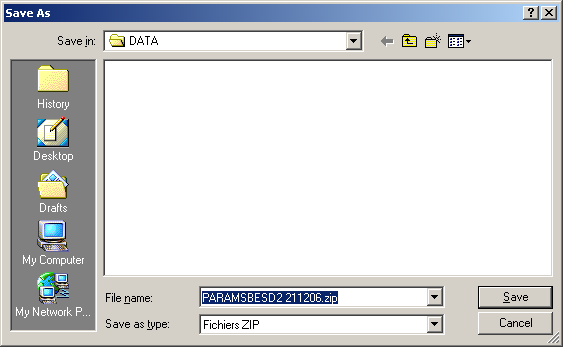 Save As
Save in: DATA
History
Desktop
Drafts
My Computer
My Network P...
File name: PARAMSBESD2 211206.zip Save
Save as type: Fichiers ZIP Cancel